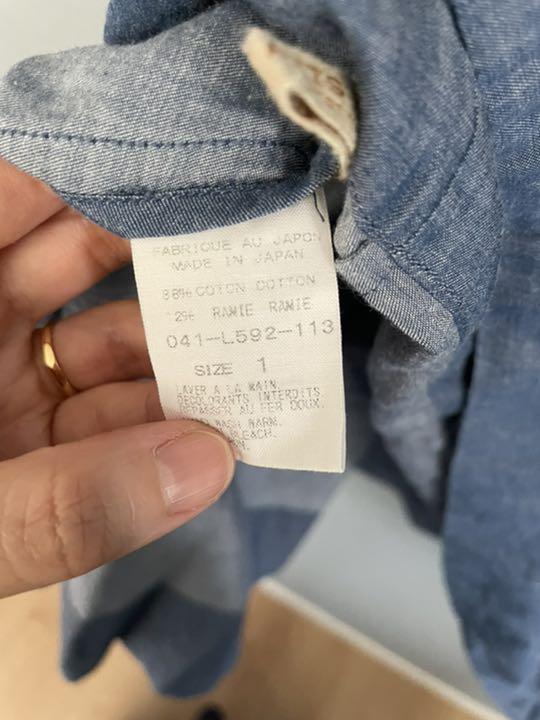 FABRIQUE AU JAPON
MADE IN JAPAN
88% COTON COTTON
12% RAMIE RAMIE
041-L592-113
SIZE 1
LAVER A LA MAIN.
DECOLORANTS INTERDITS
REPASSER AU FER DOUX.
WASH WARM.
BLEACH.